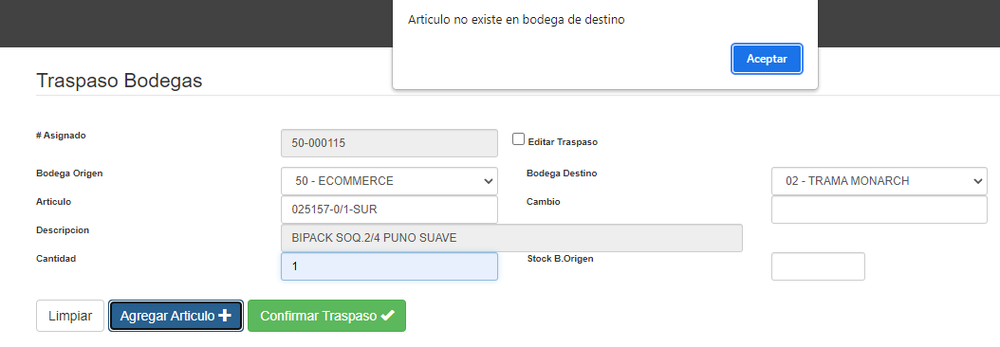 Articulo no existe en bodega de destino
Aceptar
Traspaso Bodegas
# Asignado
50-000115
Editar Traspaso
Bodega Origen
50 - ECOMMERCE
Bodega Destino
02 - TRAMA MONARCH
Articulo
025157-0/1-SUR
Cambio
Descripcion
BIPACK SOQ.2/4 PUNO SUAVE
Cantidad
1
Stock B.Origen
Limpiar
Agregar Articulo
Confirmar Traspaso